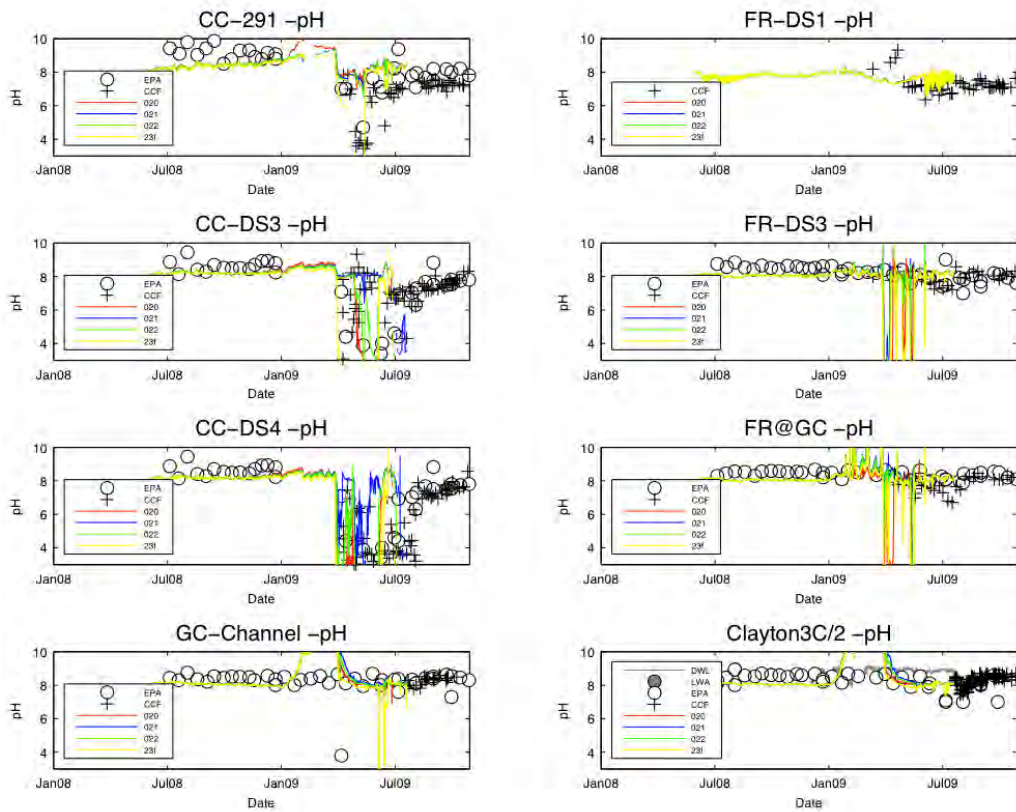 CC-291 -pH
10
8
6
4
pH
EPA
CCF
020
021
022
23f
Jan08
Jul08
Jan09
Jul09
Date
FR-DS1 -pH
10
8
6
4
pH
CCF
020
021
022
23f
Jan08
Jul08
Jan09
Jul09
Date
CC-DS3 -pH
10
8
6
4
pH
EPA
CCF
020
021
022
23f
Jan08
Jul08
Jan09
Jul09
Date
FR-DS3 -pH
10
8
6
4
pH
EPA
CCF
020
021
022
23f
Jan08
Jul08
Jan09
Jul09
Date
CC-DS4 -pH
10
8
6
4
pH
EPA
CCF
020
021
022
23f
Jan08
Jul08
Jan09
Jul09
Date
FR@GC -pH
10
8
6
4
pH
EPA
CCF
020
021
022
23f
Jan08
Jul08
Jan09
Jul09
Date
GC-Channel -pH
10
8
6
4
pH
EPA
CCF
020
021
022
23f
Jan08
Jul08
Jan09
Jul09
Date
Clayton3C/2 -pH
10
8
6
4
pH
DWL
LWA
EPA
CCF
020
021
022
23f
Jan08
Jul08
Jan09
Jul09
Date